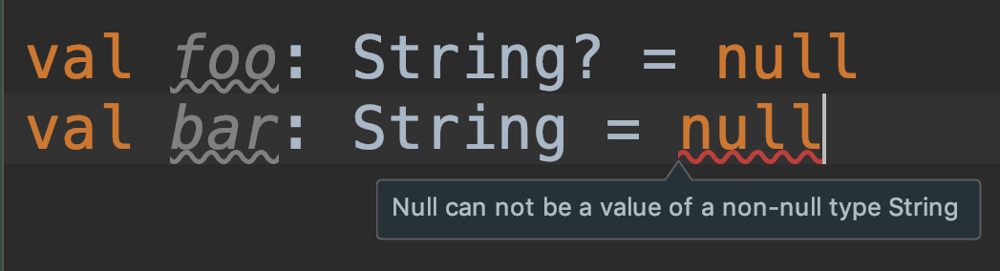 val foo: String? = null
val bar: String = null
Null can not be a value of a non-null type String